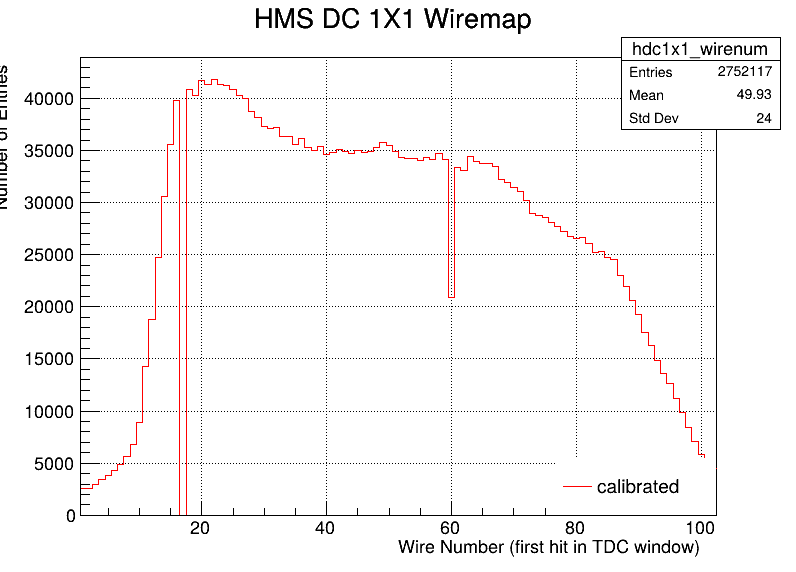 HMS DC 1X1 Wiremap
hdc1x1_wirenum
Entries 2752117
Mean 49.93
Std Dev 24
Number of Entries
40000
35000
30000
25000
20000
15000
10000
5000
0
20 40 60 80 100
calibrated
Wire Number (first hit in TDC window)